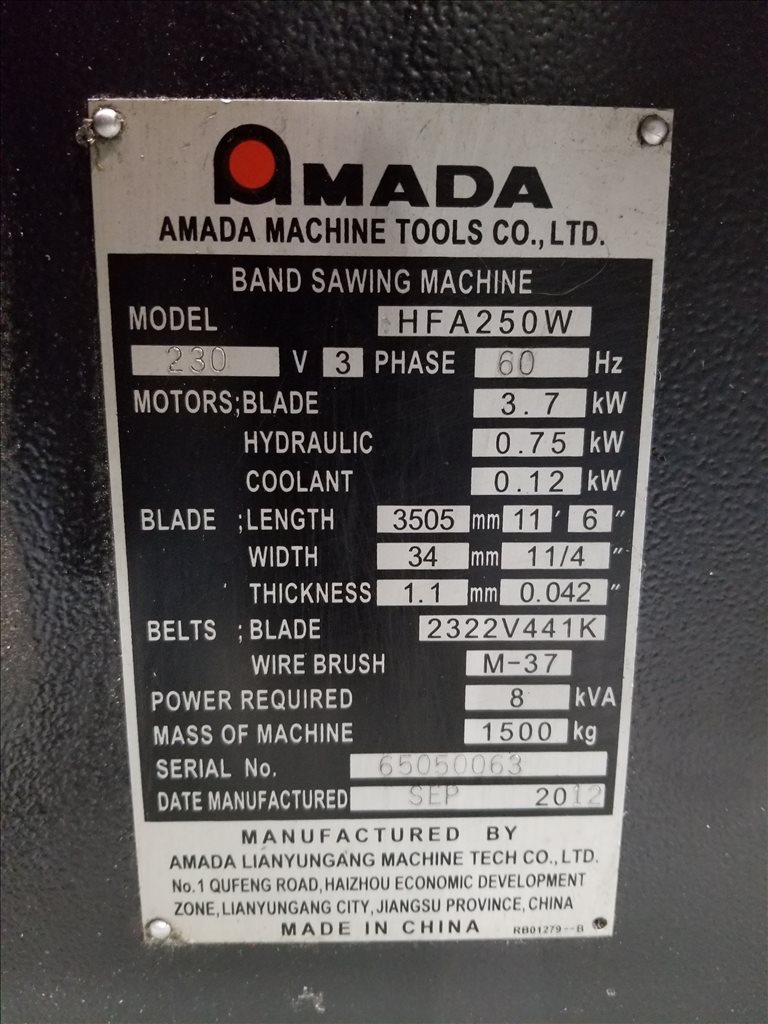 AMADA
AMADA MACHINE TOOLS CO.,LTD.
BAND SAWING MACHINE
MODEL HFA250W
230 V 3 PHASE 60 Hz
MOTORS;BLADE 3.7 kW
HYDRAULIC 0.75 kW
COOLANT 0.12 kW
BLADE ;LENGTH 3505 mm 11 ′ 6 ″
WIDTH 34 mm 11/4 ″
THICKNESS 1.1 mm 0.042 ″
BELTS ;BLADE 2322V441K
WIRE BRUSH M-37
POWER REQUIRED 8 kVA
MASS OF MACHINE 1500 kg
SERIAL No. 65050063
DATE MANUFACTURED SEP 2012
MANUFACTURED BY
AMADA LIANYUNGANG MACHINE TECH CO.,LTD.
No.1 QUFENG ROAD,HAIZHOU ECONOMIC DEVELOPMENT
ZONE,LIANYUNGANG CITY,JIANGSU PROVINCE,CHINA
MADE IN CHINA RB01279--B